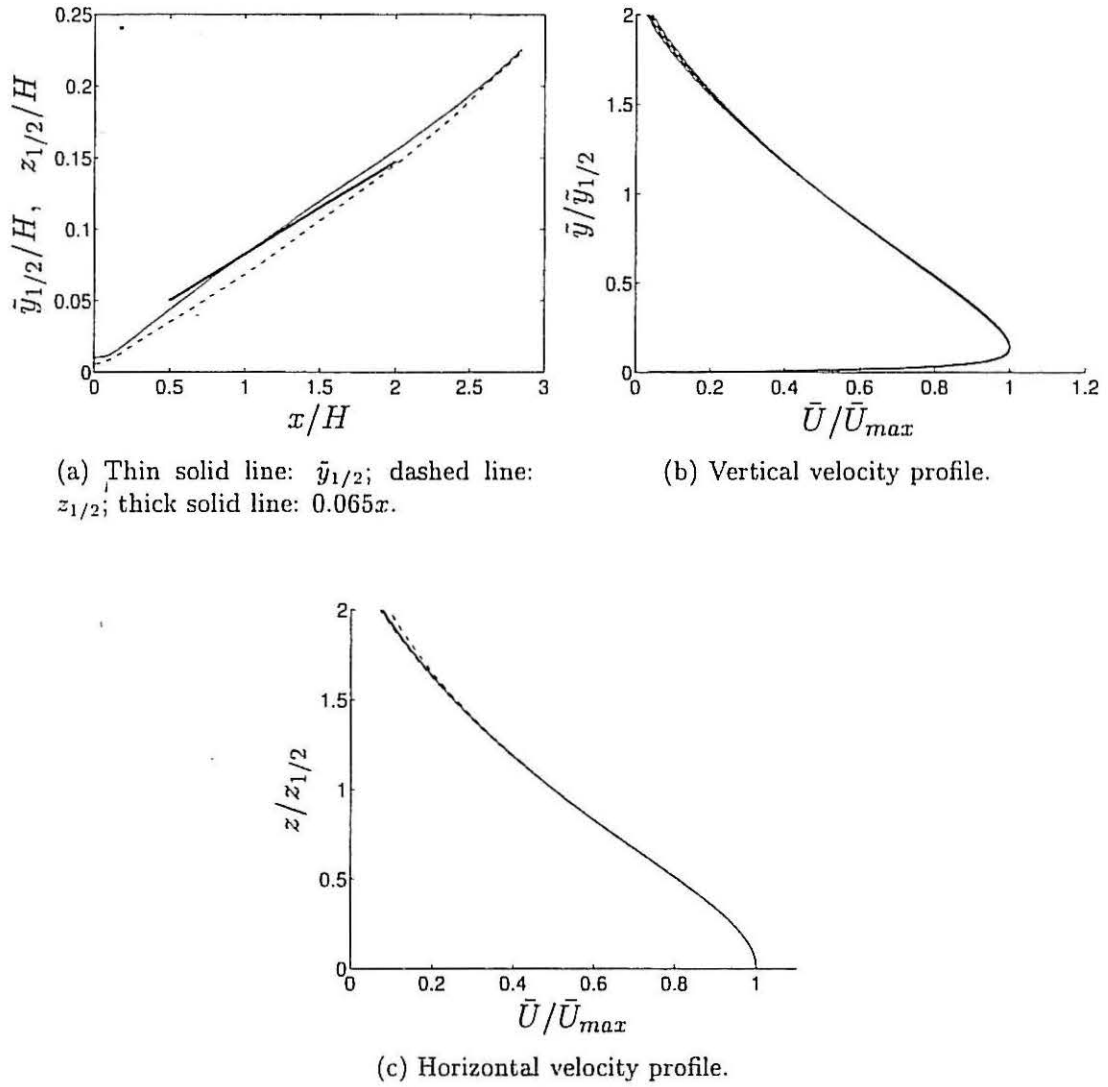 0.25
0.2
0.15
0.1
0.05
0
0 0.5 1 1.5 2 2.5 3
ỹ1/2/H, z1/2/H
x/H
2
1.5
1
0.5
0
0 0.2 0.4 0.6 0.8 1 1.2
ỹ/ỹ1/2
Ū/Ūmax
(a) Thin solid line: ỹ1/2; dashed line:
z1/2; thick solid line: 0.065x.
(b) Vertical velocity profile.
2
1.5
1
0.5
0
0 0.2 0.4 0.6 0.8 1
z/z1/2
Ū/Ūmax
(c) Horizontal velocity profile.